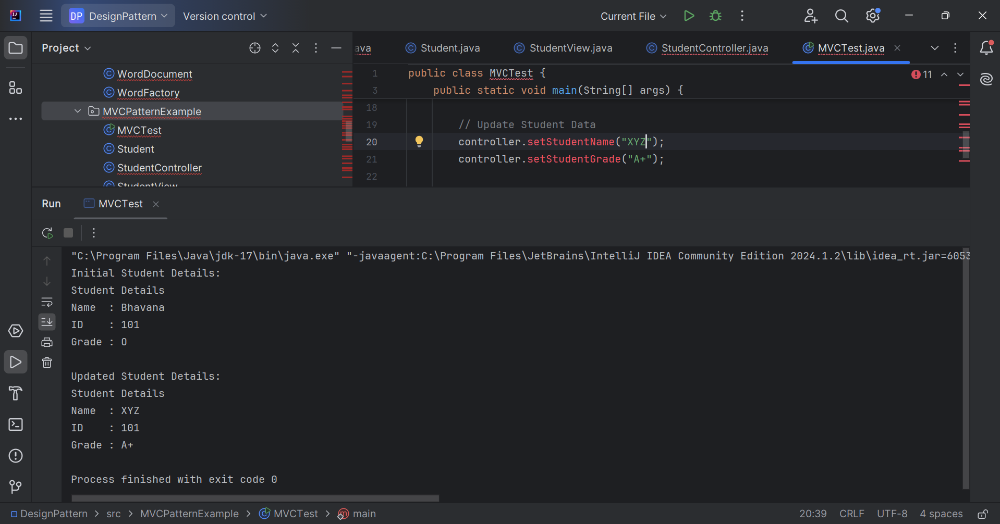 DP DesignPattern Version control Current File
Project
ava Student.java StudentView.java StudentController.java MVCTest.java
WordDocument
WordFactory
MVCPatternExample
MVCTest
Student
StudentController
StudentView
1 public class MVCTest { 11
3 public static void main(String[] args) {
18
19 // Update Student Data
20 controller.setStudentName("XYZ");
21 controller.setStudentGrade("A+");
22
Run MVCTest
"C:\Program Files\Java\jdk-17\bin\java.exe" "-javaagent:C:\Program Files\JetBrains\IntelliJ IDEA Community Edition 2024.1.2\lib\idea_rt.jar=6053
Initial Student Details:
Student Details
Name  : Bhavana
ID    : 101
Grade : O
Updated Student Details:
Student Details
Name  : XYZ
ID    : 101
Grade : A+
Process finished with exit code 0
DesignPattern > src > MVCPatternExample > MVCTest > main 20:39 CRLF UTF-8 4 spaces